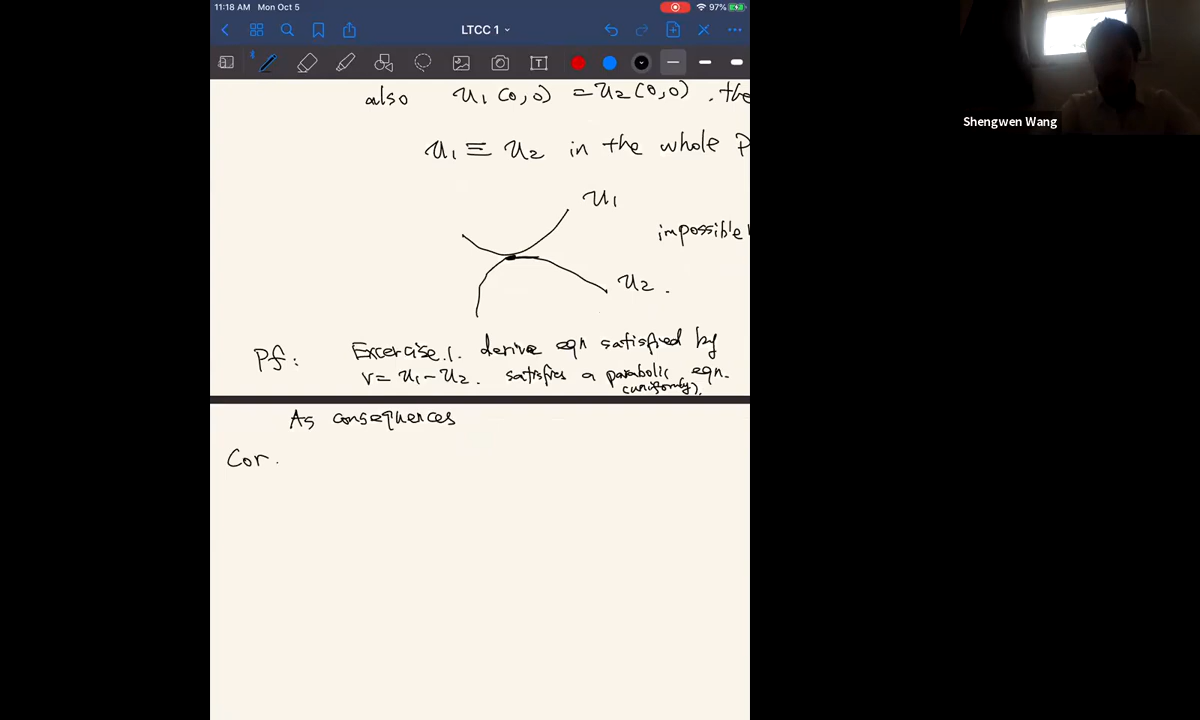 11:18 AM Mon Oct 5
97%
LTCC 1
Shengwen Wang
also u₁(0,0) = u₂(0,0). the
u₁ ≡ u₂ in the whole P
u₁
impossible
u₂.
Pf: Excercise.1. derive eqn satisfied by
v = u₁ - u₂. satisfies a parabolic eqn.
(uniformly).
As consequences
Cor.